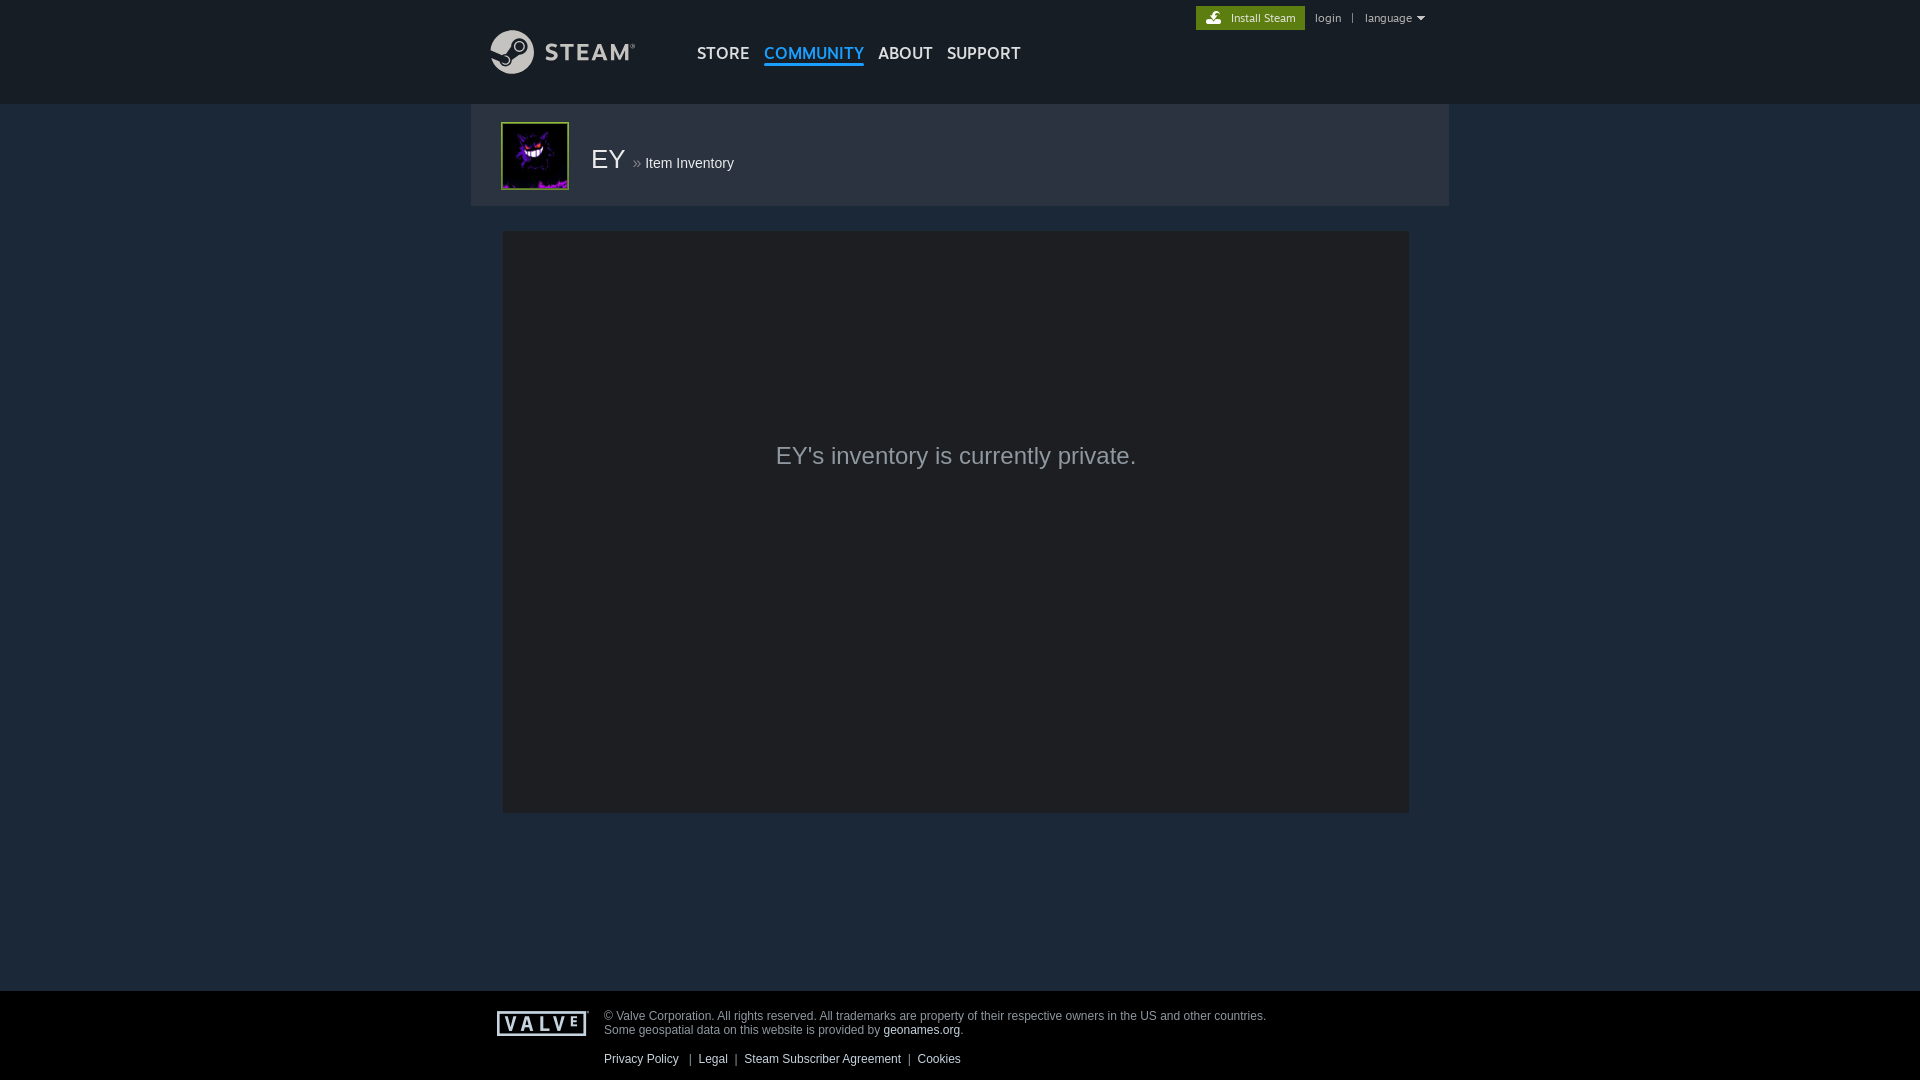 Install Steam
login | language
STEAM®
STORE COMMUNITY ABOUT SUPPORT
EY » Item Inventory
EY's inventory is currently private.
VALVE
© Valve Corporation. All rights reserved. All trademarks are property of their respective owners in the US and other countries.
Some geospatial data on this website is provided by geonames.org.
Privacy Policy | Legal | Steam Subscriber Agreement | Cookies